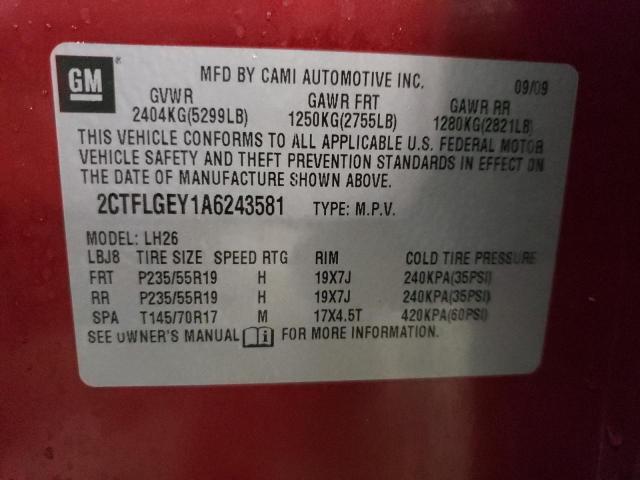 GM
MFD BY CAMI AUTOMOTIVE INC. 09/09
GVWR GAWR FRT GAWR RR
2404KG(5299LB) 1250KG(2755LB) 1280KG(2821LB)
THIS VEHICLE CONFORMS TO ALL APPLICABLE U.S. FEDERAL MOTOR
VEHICLE SAFETY AND THEFT PREVENTION STANDARDS IN EFFECT ON
THE DATE OF MANUFACTURE SHOWN ABOVE.
2CTFLGEY1A6243581 TYPE: M.P.V.
MODEL: LH26
LBJ8 TIRE SIZE SPEED RTG RIM COLD TIRE PRESSURE
FRT P235/55R19 H 19X7J 240KPA(35PSI)
RR P235/55R19 H 19X7J 240KPA(35PSI)
SPA T145/70R17 M 17X4.5T 420KPA(60PSI)
SEE OWNER'S MANUAL i FOR MORE INFORMATION.